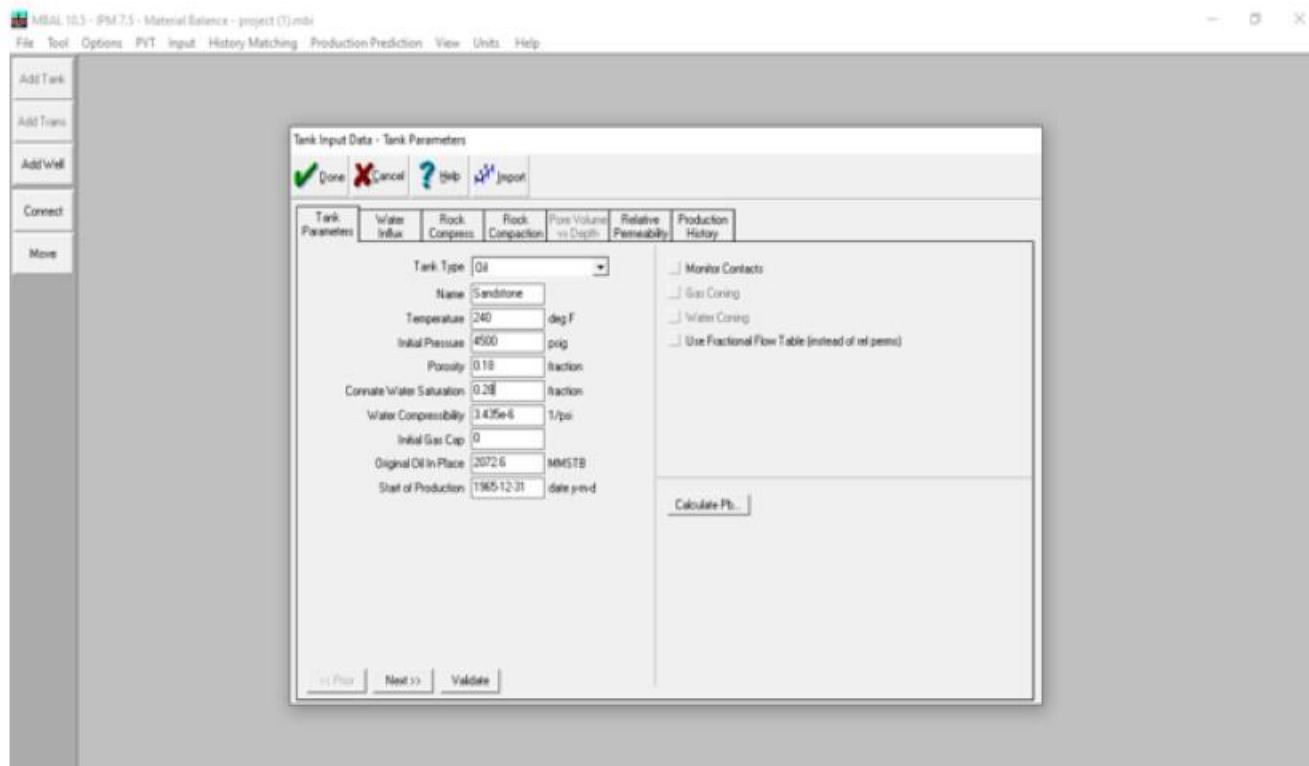 MBAL 10.5 - IPM 7.5 - Material Balance - project (1).mbi
File Tool Options PVT Input History Matching Production Prediction View Units Help
Add Tank
Add Trans
Add Well
Connect
Move
Tank Input Data - Tank Parameters
Done Cancel Help Import
Tank Parameters
Water Influx
Rock Compress
Rock Compaction
Pore Volume vs Depth
Relative Permeability
Production History
Tank Type Oil
Name Sandstone
Temperature 240 deg F
Initial Pressure 4500 psig
Porosity 0.18 fraction
Connate Water Saturation 0.28 fraction
Water Compressibility 3.435e-6 1/psi
Initial Gas Cap 0
Original Oil In Place 2072.6 MMSTB
Start of Production 1965-12-31 date y-m-d
Monitor Contacts
Gas Coning
Water Coning
Use Fractional Flow Table (instead of rel perms)
Calculate Pb...
<< Prior Next >> Validate